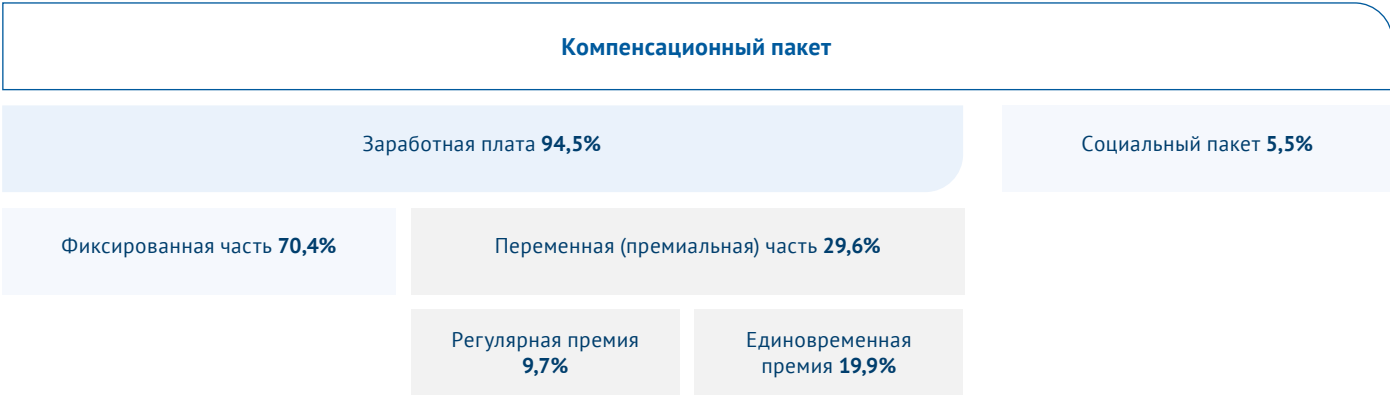 Компенсационный пакет
Заработная плата 94,5%
Социальный пакет 5,5%
Фиксированная часть 70,4%
Переменная (премиальная) часть 29,6%
Регулярная премия
9,7%
Единовременная
премия 19,9%